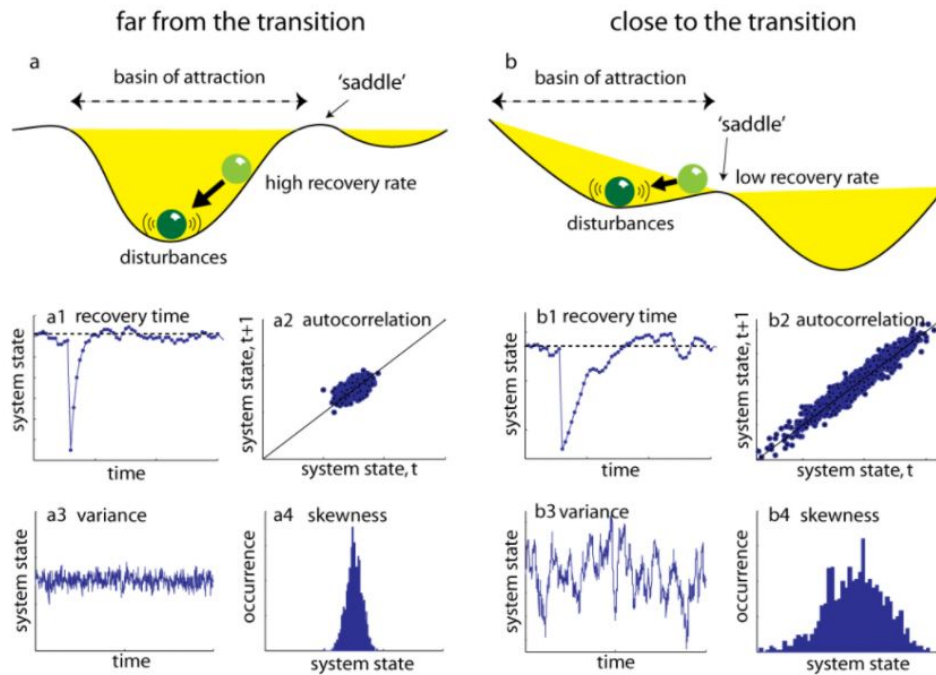 far from the transition
close to the transition
a
basin of attraction
'saddle'
high recovery rate
disturbances
b
basin of attraction
'saddle'
low recovery rate
disturbances
a1 recovery time
system state
time
a2 autocorrelation
system state, t+1
system state, t
b1 recovery time
system state
time
b2 autocorrelation
system state, t+1
system state, t
a3 variance
system state
time
a4 skewness
occurrence
system state
b3 variance
system state
time
b4 skewness
occurrence
system state